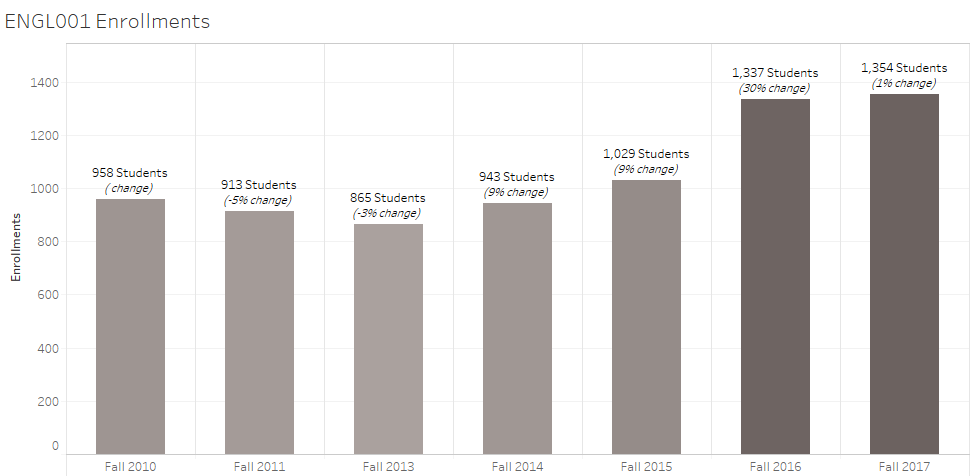 ENGL001 Enrollments
Enrollments
1400
1200
1000
800
600
400
200
0
958 Students
( change)
913 Students
(-5% change)
865 Students
(-3% change)
943 Students
(9% change)
1,029 Students
(9% change)
1,337 Students
(30% change)
1,354 Students
(1% change)
Fall 2010
Fall 2011
Fall 2013
Fall 2014
Fall 2015
Fall 2016
Fall 2017